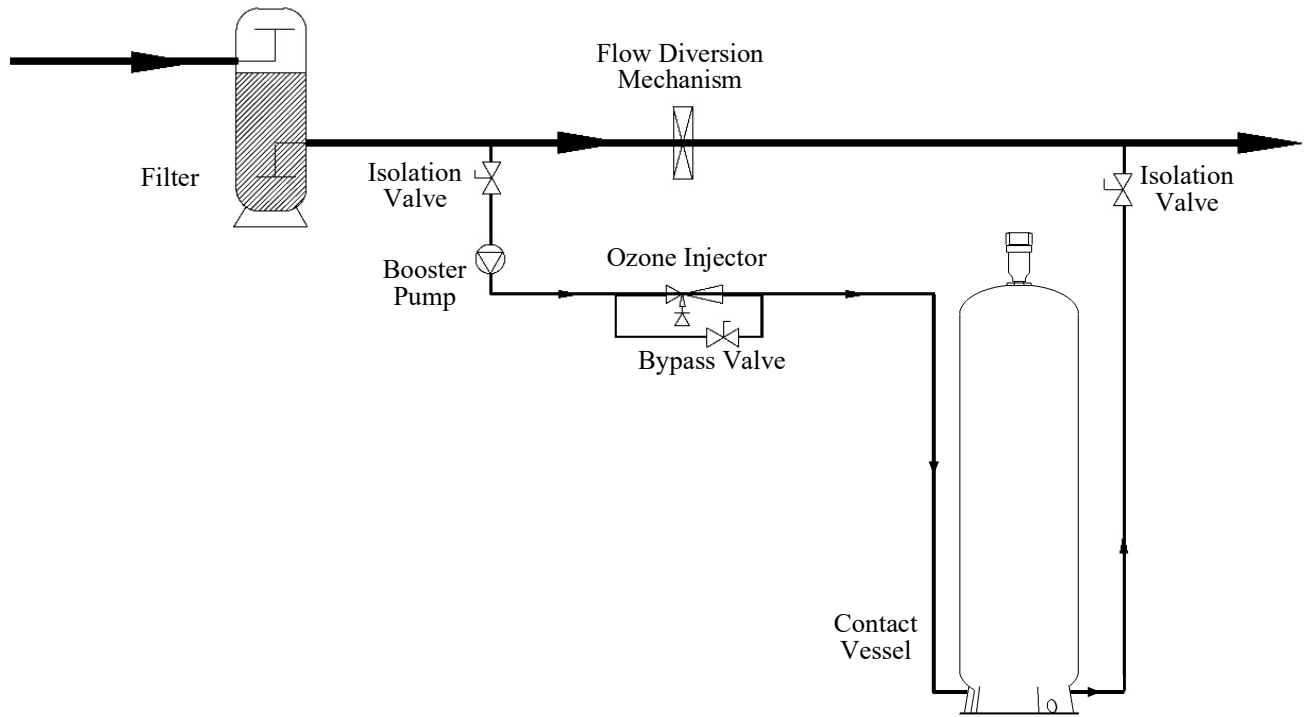 Flow Diversion
Mechanism
Filter
Isolation
Valve
Isolation
Valve
Booster
Pump
Ozone Injector
Bypass Valve
Contact
Vessel